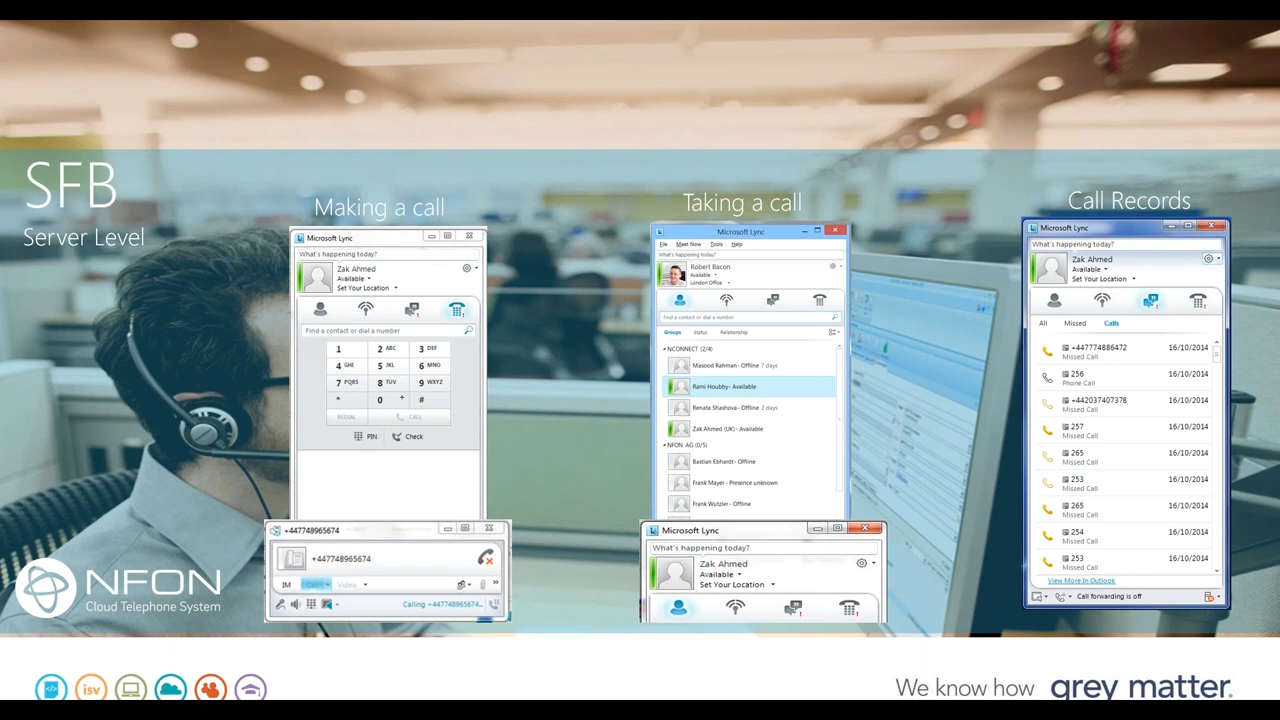 SFB
Server Level
Making a call
Microsoft Lync
What's happening today?
Zak Ahmed
Available
Set Your Location
Find a contact or dial a number
1 2 ABC 3 DEF
4 GHI 5 JKL 6 MNO
7 PQRS 8 TUV 9 WXYZ
* 0 + #
REDIAL CALL
PIN Check
+447748965674
+447748965674
IM Video
Calling +447748965674...
Taking a call
Microsoft Lync
File Meet Now Tools Help
What's happening today?
Robert Bacon
Available
London Office
Find a contact or dial a number
Groups Status Relationship
NCONNECT (2/4)
Masood Rahman - Offline 7 days
Rami Houbby - Available
Renata Shashova - Offline 2 days
Zak Ahmed (UK) - Available
NFON AG (0/5)
Bastian Ebhardt - Offline
Frank Mayer - Presence unknown
Frank Wutzler - Offline
Microsoft Lync
What's happening today?
Zak Ahmed
Available
Set Your Location
Call Records
Microsoft Lync
What's happening today?
Zak Ahmed
Available
Set Your Location
All Missed Calls
+447774886472 16/10/2014
Missed Call
256 16/10/2014
Phone Call
+442037407378 16/10/2014
Missed Call
257 16/10/2014
Missed Call
265 16/10/2014
Missed Call
253 16/10/2014
Missed Call
265 16/10/2014
Missed Call
254 16/10/2014
Missed Call
253 16/10/2014
Missed Call
View More In Outlook
Call forwarding is off
NFON
Cloud Telephone System
</> isv
We know how grey matter.